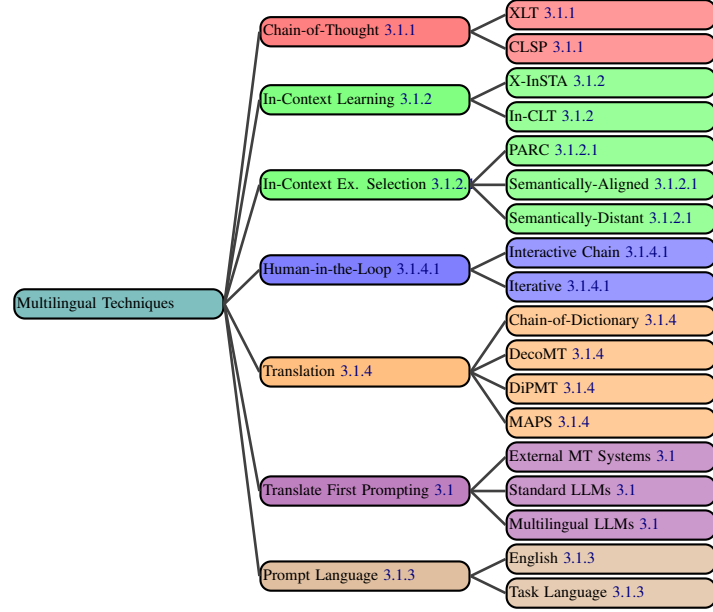 Multilingual Techniques
Chain-of-Thought 3.1.1
XLT 3.1.1
CLSP 3.1.1
In-Context Learning 3.1.2
X-InSTA 3.1.2
In-CLT 3.1.2
In-Context Ex. Selection 3.1.2.
PARC 3.1.2.1
Semantically-Aligned 3.1.2.1
Semantically-Distant 3.1.2.1
Human-in-the-Loop 3.1.4.1
Interactive Chain 3.1.4.1
Iterative 3.1.4.1
Translation 3.1.4
Chain-of-Dictionary 3.1.4
DecoMT 3.1.4
DiPMT 3.1.4
MAPS 3.1.4
Translate First Prompting 3.1
External MT Systems 3.1
Standard LLMs 3.1
Multilingual LLMs 3.1
Prompt Language 3.1.3
English 3.1.3
Task Language 3.1.3